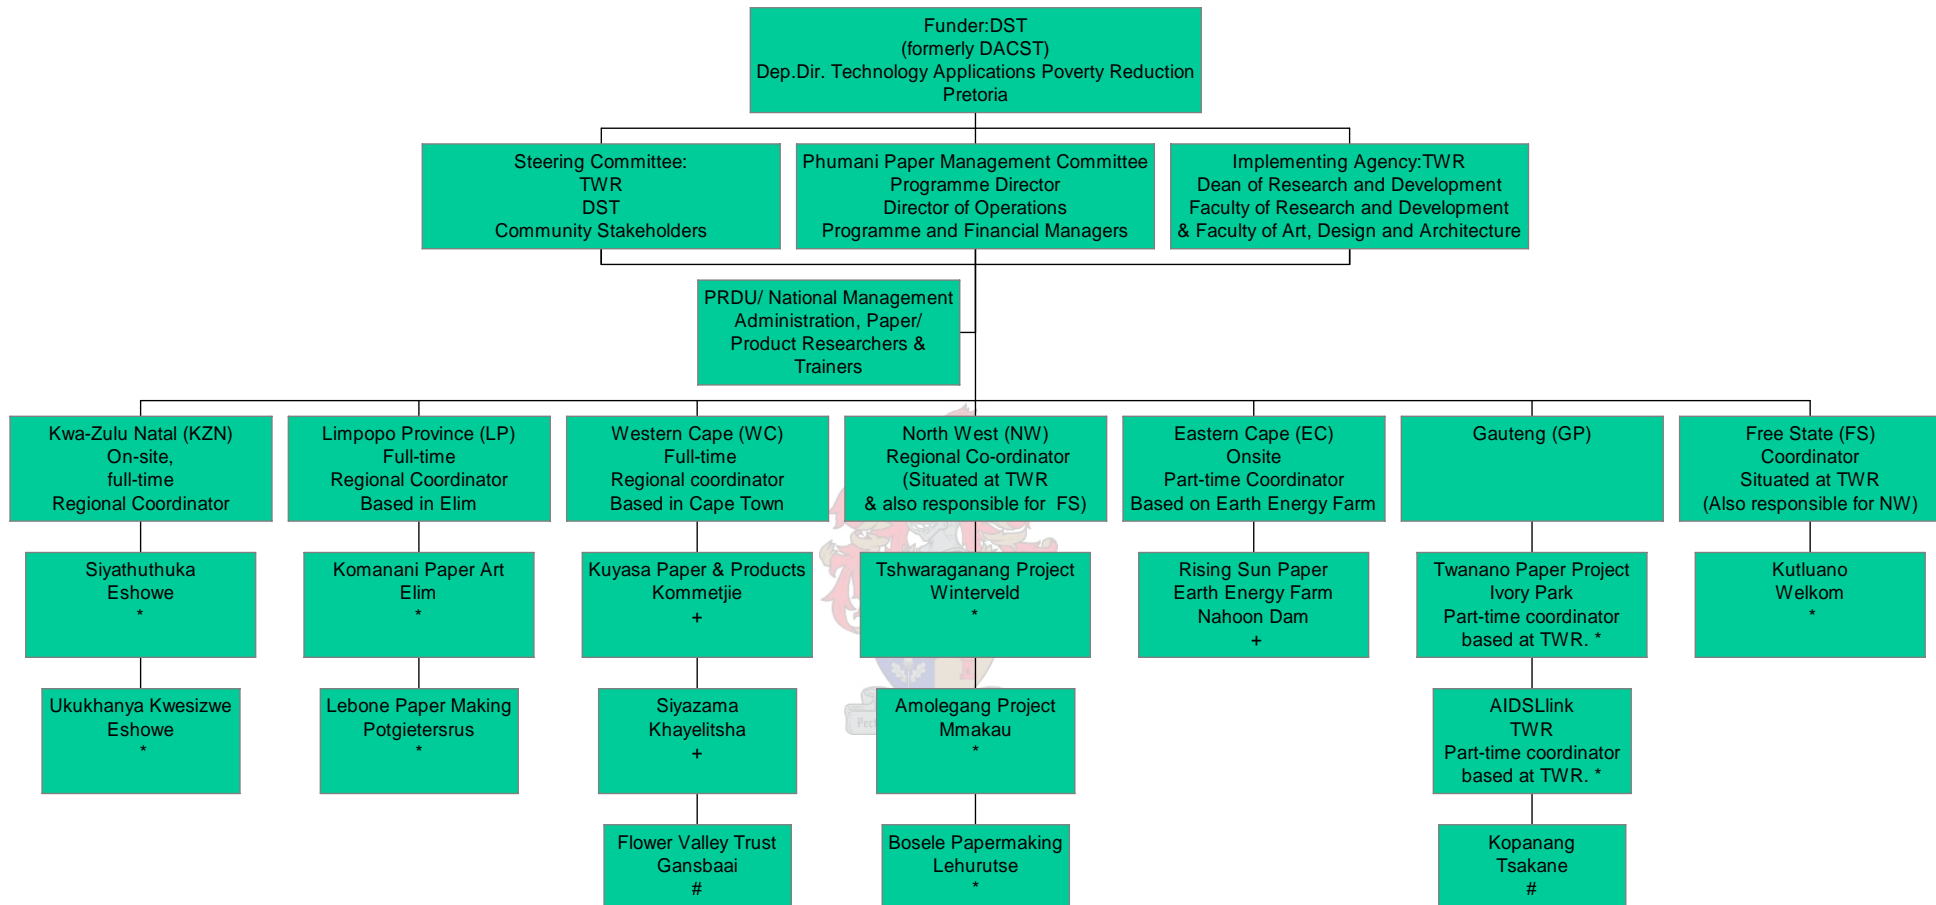 Funder:DST
(formerly DACST)
Dep.Dir. Technology Applications Poverty Reduction
Pretoria
Steering Committee:
TWR
DST
Community Stakeholders
Phumani Paper Management Committee
Programme Director
Director of Operations
Programme and Financial Managers
Implementing Agency:TWR
Dean of Research and Development
Faculty of Research and Development
& Faculty of Art, Design and Architecture
PRDU/ National Management
Administration, Paper/
Product Researchers &
Trainers
Kwa-Zulu Natal (KZN)
On-site,
full-time
Regional Coordinator
Limpopo Province (LP)
Full-time
Regional Coordinator
Based in Elim
Western Cape (WC)
Full-time
Regional coordinator
Based in Cape Town
North West (NW)
Regional Co-ordinator
(Situated at TWR
& also responsible for FS)
Eastern Cape (EC)
Onsite
Part-time Coordinator
Based on Earth Energy Farm
Gauteng (GP)
Free State (FS)
Coordinator
Situated at TWR
(Also responsible for NW)
Siyathuthuka
Eshowe
*
Komanani Paper Art
Elim
*
Kuyasa Paper & Products
Kommetjie
+
Tshwaraganang Project
Winterveld
*
Rising Sun Paper
Earth Energy Farm
Nahoon Dam
+
Twanano Paper Project
Ivory Park
Part-time coordinator
based at TWR. *
Kutluano
Welkom
*
Ukukhanya Kwesizwe
Eshowe
*
Lebone Paper Making
Potgietersrus
*
Siyazama
Khayelitsha
+
Amolegang Project
Mmakau
*
AIDSLlink
TWR
Part-time coordinator
based at TWR. *
Flower Valley Trust
Gansbaai
#
Bosele Papermaking
Lehurutse
*
Kopanang
Tsakane
#